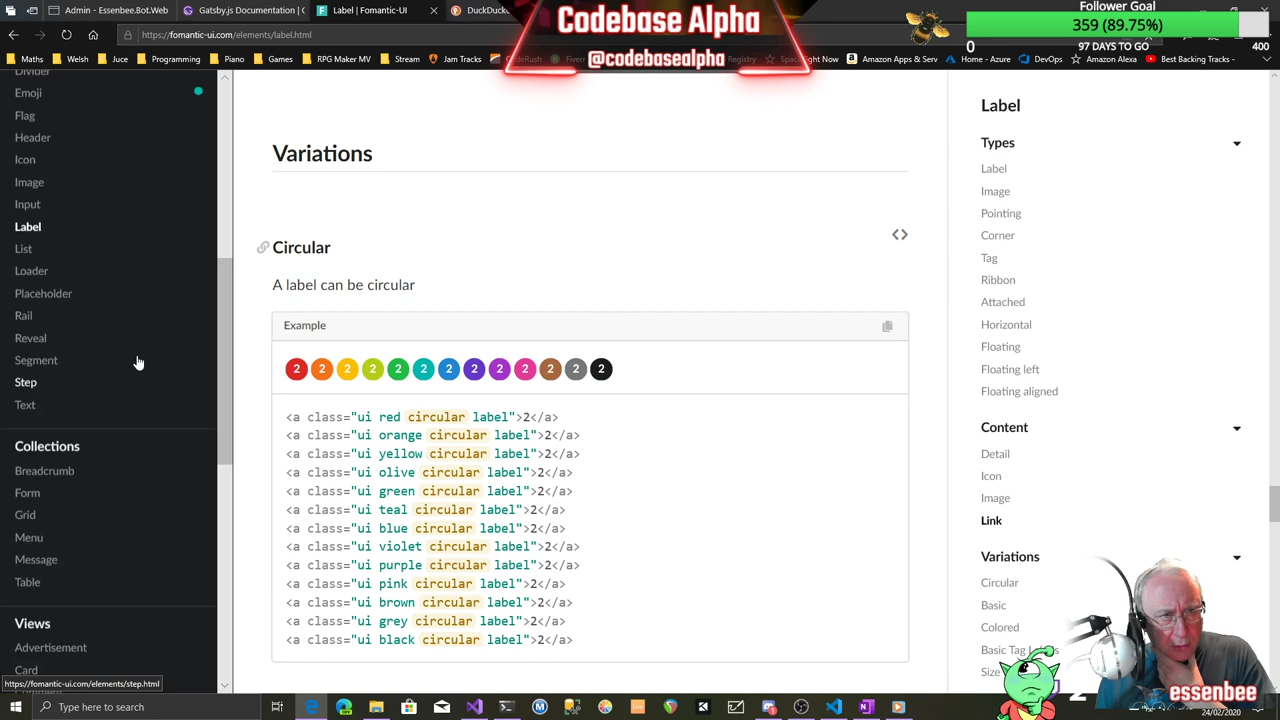 Admin - Essenbee.Bot.Web
Gatsby.js Documentation | G
Label | Fomantic-UI
DuckDuck
Codebase Alpha
@codebasealpha
Follower Goal
359 (89.75%)
0
97 DAYS TO GO
400
https://fomantic-ui.com/elements/label.html
Maths
Welsh
Juce
Programming
Piano
Games
RPG Maker MV
Stream
Jam Tracks
CodeRush
Fiverr
Registry
Amazon Apps & Serv
Home - Azure
DevOps
Amazon Alexa
Best Backing Tracks -
Divider
Emoji
Flag
Header
Icon
Image
Input
Label
List
Loader
Placeholder
Rail
Reveal
Segment
Step
Text
Collections
Breadcrumb
Form
Grid
Menu
Message
Table
Views
Advertisement
Card
https://fomantic-ui.com/elements/step.html
Variations
Circular
A label can be circular
Example
2 2 2 2 2 2 2 2 2 2 2 2 2
<a class="ui red circular label">2</a>
<a class="ui orange circular label">2</a>
<a class="ui yellow circular label">2</a>
<a class="ui olive circular label">2</a>
<a class="ui green circular label">2</a>
<a class="ui teal circular label">2</a>
<a class="ui blue circular label">2</a>
<a class="ui violet circular label">2</a>
<a class="ui purple circular label">2</a>
<a class="ui pink circular label">2</a>
<a class="ui brown circular label">2</a>
<a class="ui grey circular label">2</a>
<a class="ui black circular label">2</a>
Label
Types
Label
Image
Pointing
Corner
Tag
Ribbon
Attached
Horizontal
Floating
Floating left
Floating aligned
Content
Detail
Icon
Image
Link
Variations
Circular
Basic
Colored
Basic Tag
Size
essenbee
Type here to search
24/02/2020